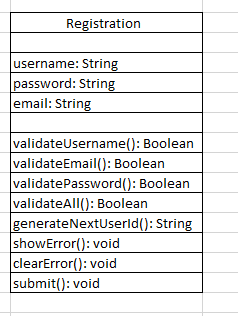 Registration
username: String
password: String
email: String
validateUsername(): Boolean
validateEmail(): Boolean
validatePassword(): Boolean
validateAll(): Boolean
generateNextUserId(): String
showError(): void
clearError(): void
submit(): void